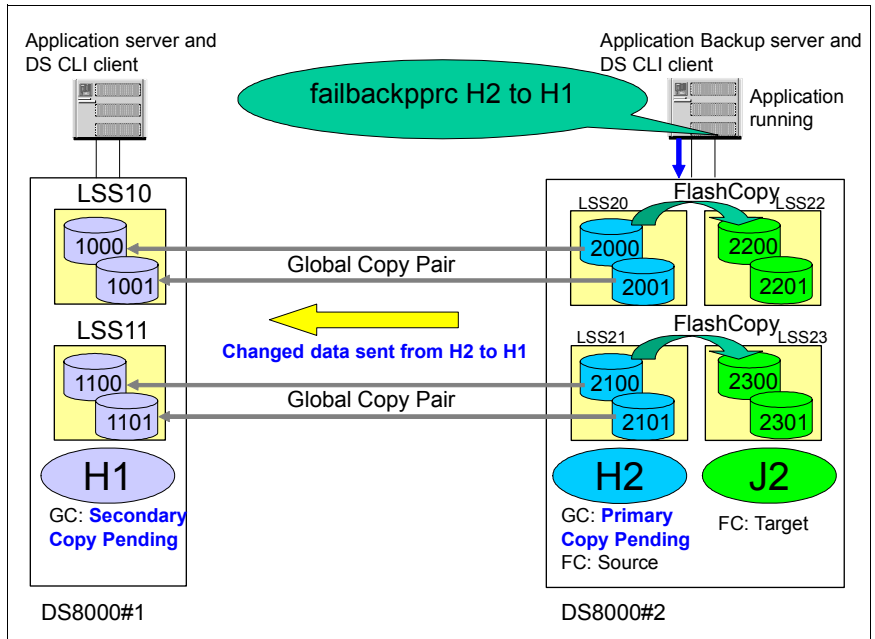 Application server and
DS CLI client
Application Backup server and
DS CLI client
failbackpprc H2 to H1
Application
running
LSS10
1000
1001
Global Copy Pair
LSS20
FlashCopy
LSS22
2000
2001
2200
2201
Changed data sent from H2 to H1
LSS11
1100
1101
Global Copy Pair
LSS21
FlashCopy
LSS23
2100
2101
2300
2301
H1
GC: Secondary
Copy Pending
H2
GC: Primary
Copy Pending
FC: Source
J2
FC: Target
DS8000#1
DS8000#2